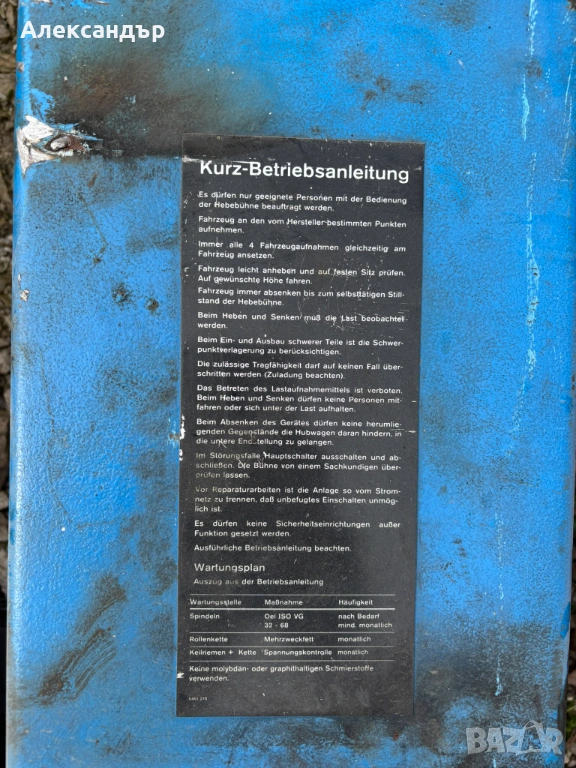 Александър
Kurz-Betriebsanleitung
Es dürfen nur geeignete Personen mit der Bedienung
der Hebebühne beauftragt werden.
Fahrzeug an den vom Hersteller bestimmten Punkten
aufnehmen.
Immer alle 4 Fahrzeugaufnahmen gleichzeitig am
Fahrzeug ansetzen.
Fahrzeug leicht anheben und auf festen Sitz prüfen.
Auf gewünschte Höhe fahren.
Fahrzeug immer absenken bis zum selbsttätigen Still-
stand der Hebebühne.
Beim Heben und Senken muß die Last beobachtet
werden.
Beim Ein- und Ausbau schwerer Teile ist die Schwer-
punktverlagerung zu berücksichtigen.
Die zulässige Tragfähigkeit darf auf keinen Fall über-
schritten werden (Zuladung beachten).
Das Betreten des Lastaufnahmemittels ist verboten.
Beim Heben und Senken dürfen keine Personen mit-
fahren oder sich unter der Last aufhalten.
Beim Absenken des Gerätes dürfen keine herumlie-
genden Gegenstände die Hubwagen daran hindern, in
die untere Endstellung zu gelangen.
Im Störungsfalle Hauptschalter ausschalten und ab-
schließen. Die Bühne von einem Sachkundigen über-
prüfen lassen.
Vor Reparaturarbeiten ist die Anlage so vom Strom-
netz zu trennen, daß unbefugtes Einschalten unmög-
lich ist.
Es dürfen keine Sicherheitseinrichtungen außer
Funktion gesetzt werden.
Ausführliche Betriebsanleitung beachten.
Wartungsplan
Auszug aus der Betriebsanleitung
Wartungsstelle Maßnahme Häufigkeit
Spindeln Oel ISO VG nach Bedarf
32 - 68 mind. monatlich
Rollenkette Mehrzweckfett monatlich
Keilriemen + Kette Spannungskontrolle monatlich
Keine molybdän- oder graphithaltigen Schmierstoffe
verwenden.
BAZAR